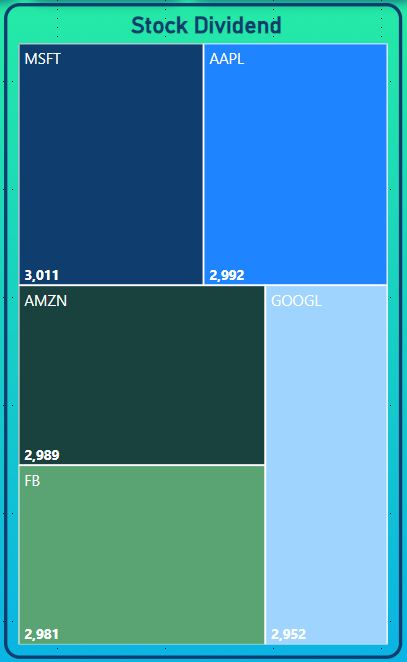 Stock Dividend
MSFT
3,011
AAPL
2,992
AMZN
2,989
GOOGL
2,952
FB
2,981